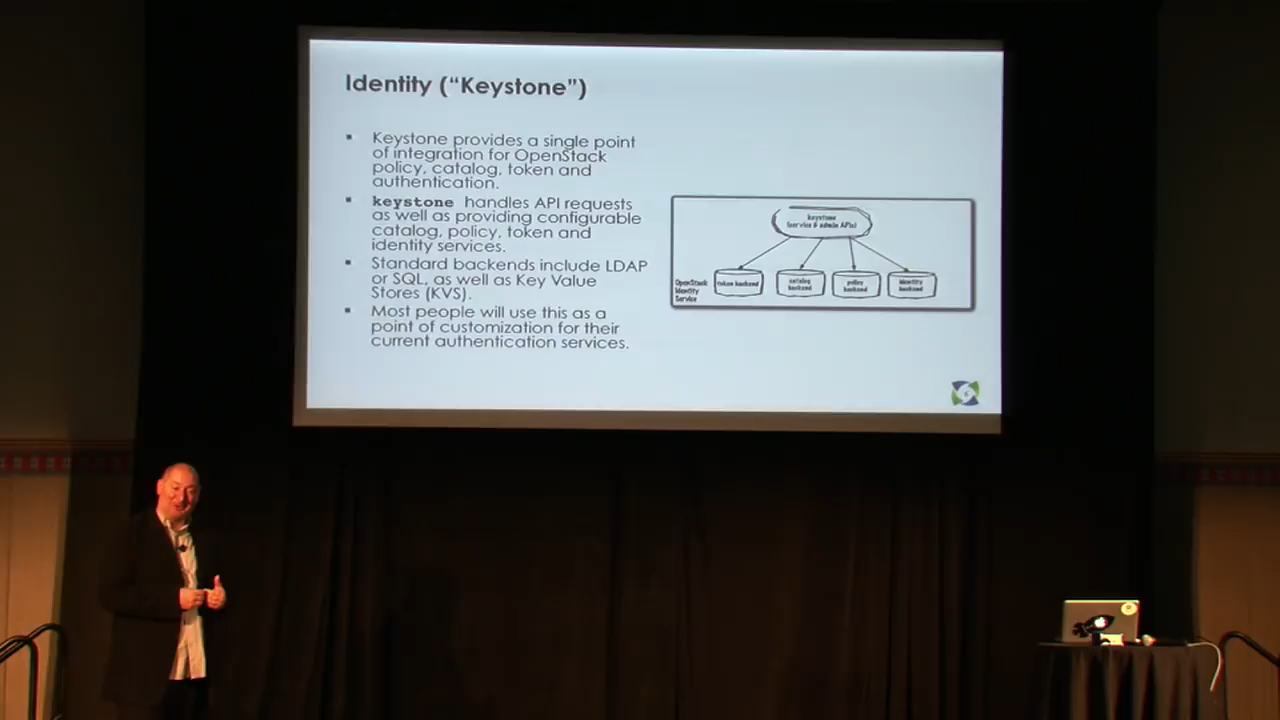 Identity (“Keystone”)
▪ Keystone provides a single point
of integration for OpenStack
policy, catalog, token and
authentication.
▪ keystone handles API requests
as well as providing configurable
catalog, policy, token and
identity services.
▪ Standard backends include LDAP
or SQL, as well as Key Value
Stores (KVS).
▪ Most people will use this as a
point of customization for their
current authentication services.
keystone
(service & admin APIs)
token backend
catalog
backend
policy
backend
identity
backend
OpenStack
Identity
Service